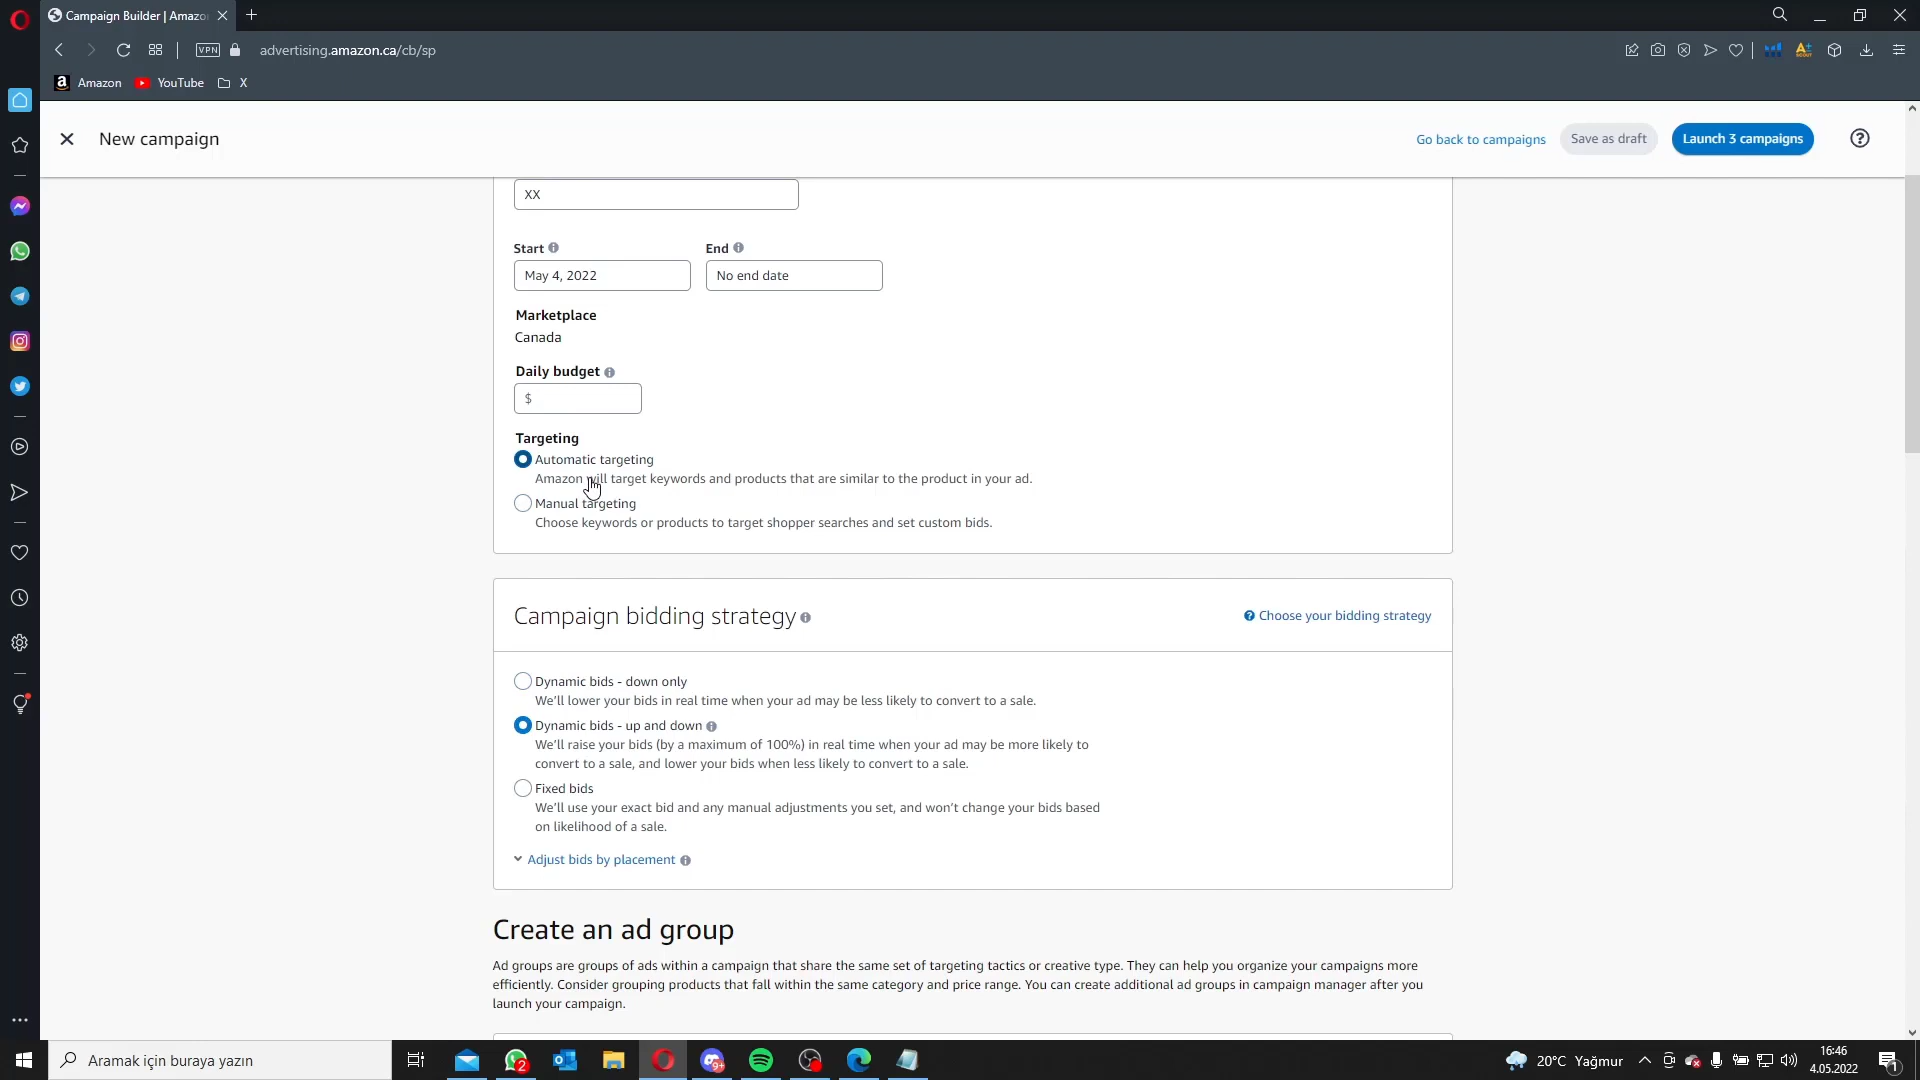 Campaign Builder | Amazo
VPN
advertising.amazon.ca/cb/sp
Amazon
YouTube
X
New campaign
Go back to campaigns
Save as draft
Launch 3 campaigns
XX
Start
End
May 4, 2022
No end date
Marketplace
Canada
Daily budget
$
Targeting
Automatic targeting
Amazon will target keywords and products that are similar to the product in your ad.
Manual targeting
Choose keywords or products to target shopper searches and set custom bids.
Campaign bidding strategy
Choose your bidding strategy
Dynamic bids - down only
We'll lower your bids in real time when your ad may be less likely to convert to a sale.
Dynamic bids - up and down
We'll raise your bids (by a maximum of 100%) in real time when your ad may be more likely to
convert to a sale, and lower your bids when less likely to convert to a sale.
Fixed bids
We'll use your exact bid and any manual adjustments you set, and won't change your bids based
on likelihood of a sale.
Adjust bids by placement
Create an ad group
Ad groups are groups of ads within a campaign that share the same set of targeting tactics or creative type. They can help you organize your campaigns more
efficiently. Consider grouping products that fall within the same category and price range. You can create additional ad groups in campaign manager after you
launch your campaign.
Aramak için buraya yazın
2
9+
20°C Yağmur
16:46
4.05.2022
1